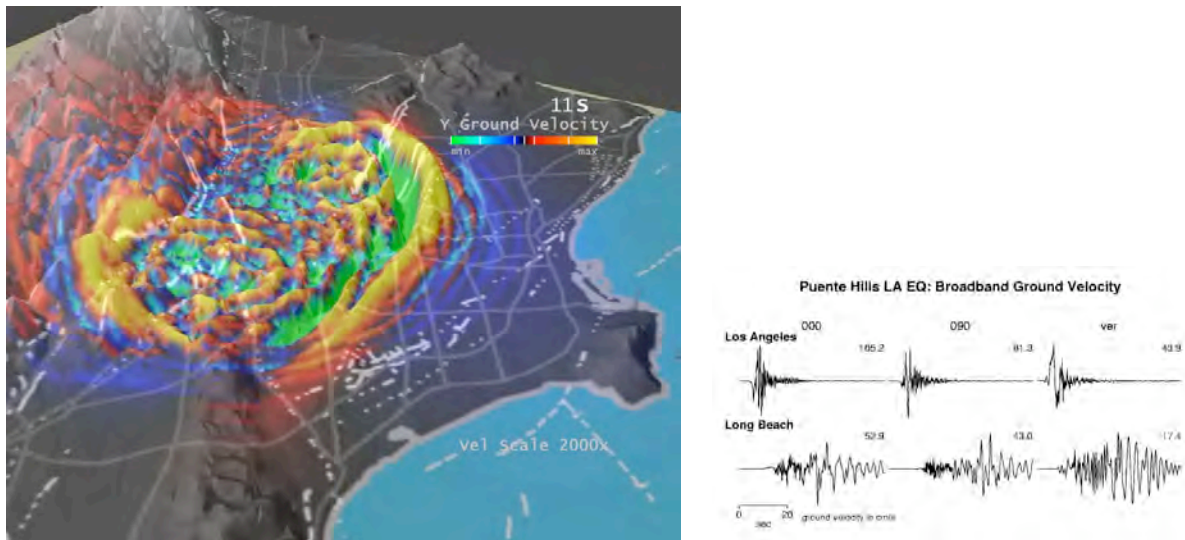 11S
Y Ground Velocity
min max
Vel Scale 2000x
Puente Hills LA EQ: Broadband Ground Velocity
000 090 ver
Los Angeles
165.2 81.3 43.9
Long Beach
52.9 43.0 17.4
0 20
sec
ground velocity in cm/s